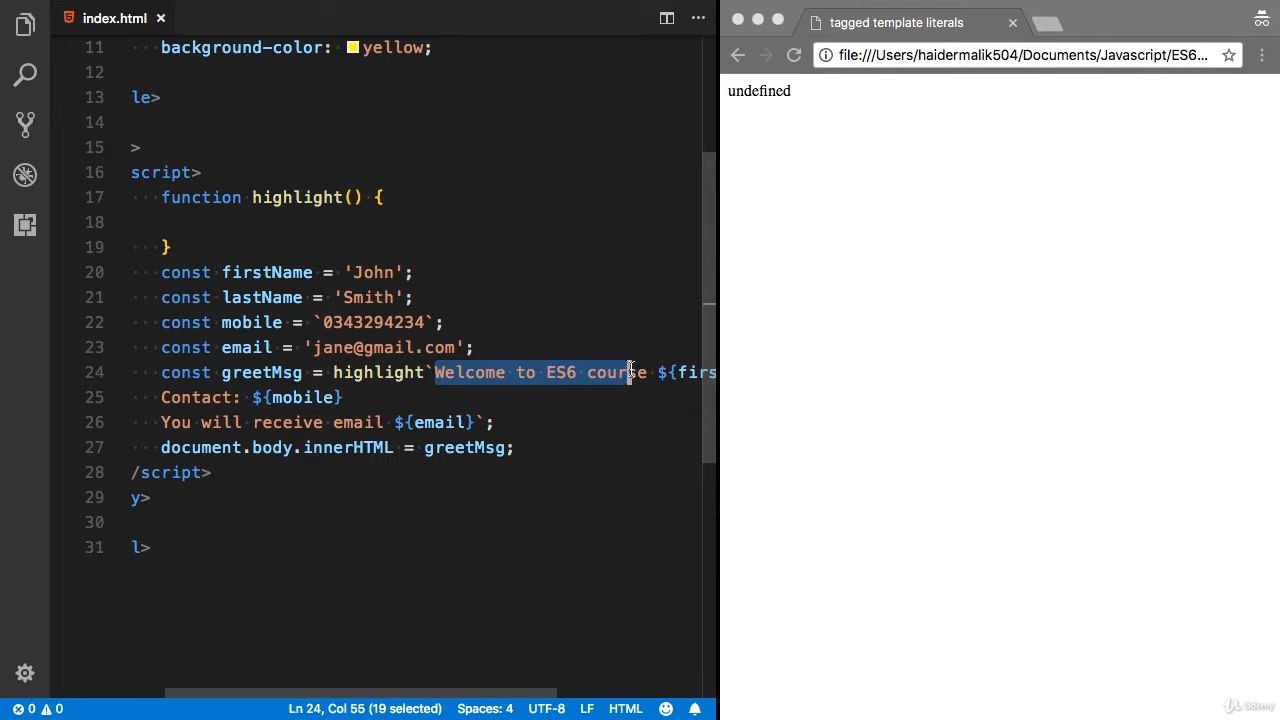 index.html
tagged template literals
file:///Users/haidermalik504/Documents/Javascript/ES6...
undefined
11 background-color: yellow;
12
13 le>
14
15 >
16 script>
17 function highlight() {
18
19 }
20 const firstName = 'John';
21 const lastName = 'Smith';
22 const mobile = `0343294234`;
23 const email = 'jane@gmail.com';
24 const greetMsg = highlight`Welcome to ES6 course ${firs
25 Contact: ${mobile}
26 You will receive email ${email}`;
27 document.body.innerHTML = greetMsg;
28 /script>
29 y>
30
31 l>
0 0 Ln 24, Col 55 (19 selected) Spaces: 4 UTF-8 LF HTML
Udemy